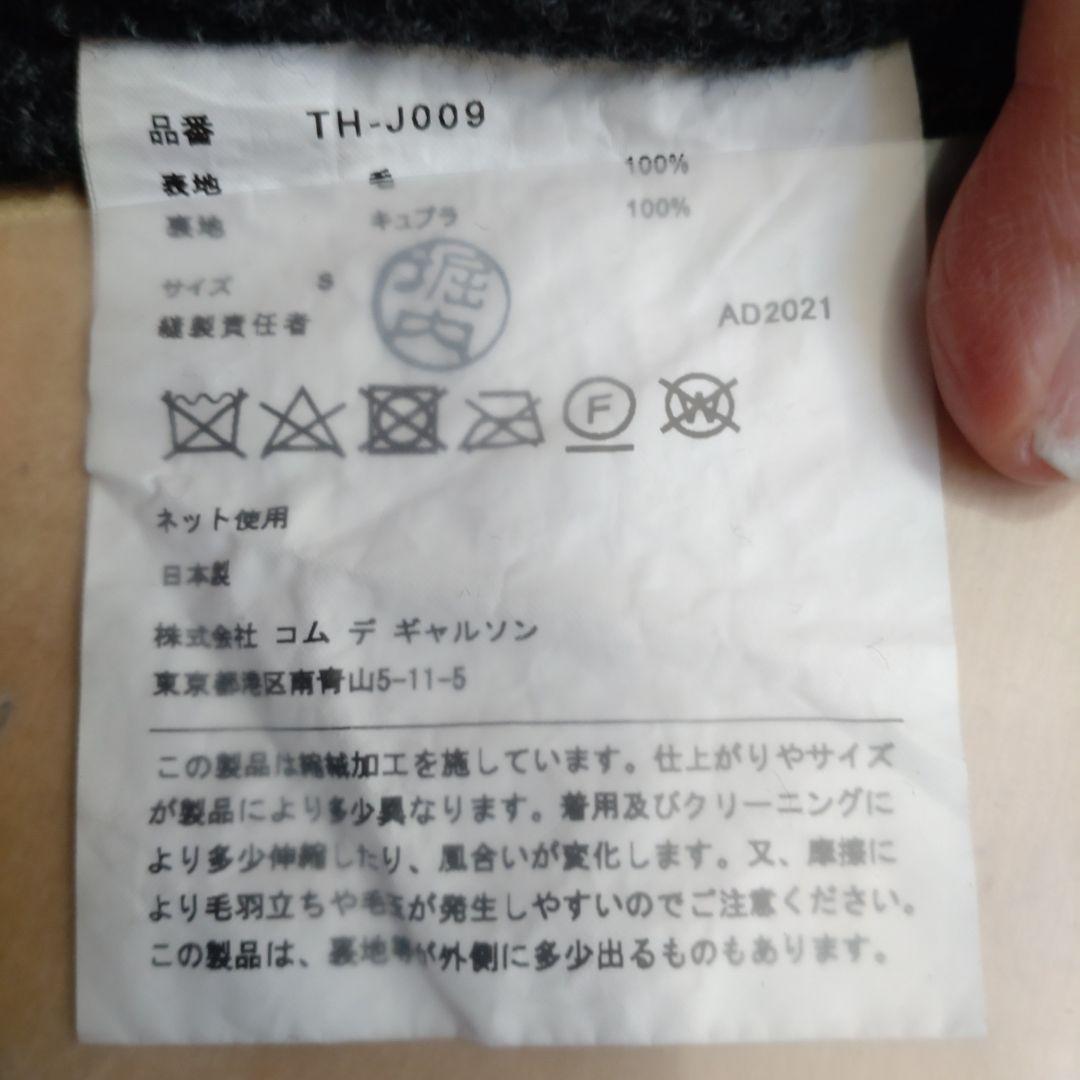 品番 TH-J009
表地 毛 100%
裏地 キュプラ 100%
サイズ S
縫製責任者 堀内 AD2021
F W
ネット使用
日本製
株式会社 コム デ ギャルソン
東京都港区南青山5-11-5
この製品は縮絨加工を施しています。仕上がりやサイズ
が製品により多少異なります。着用及びクリーニングに
より多少伸縮したり、風合いが変化します。又、摩擦に
より毛羽立ちや毛玉が発生しやすいのでご注意ください。
この製品は、裏地等が外側に多少出るものもあります。